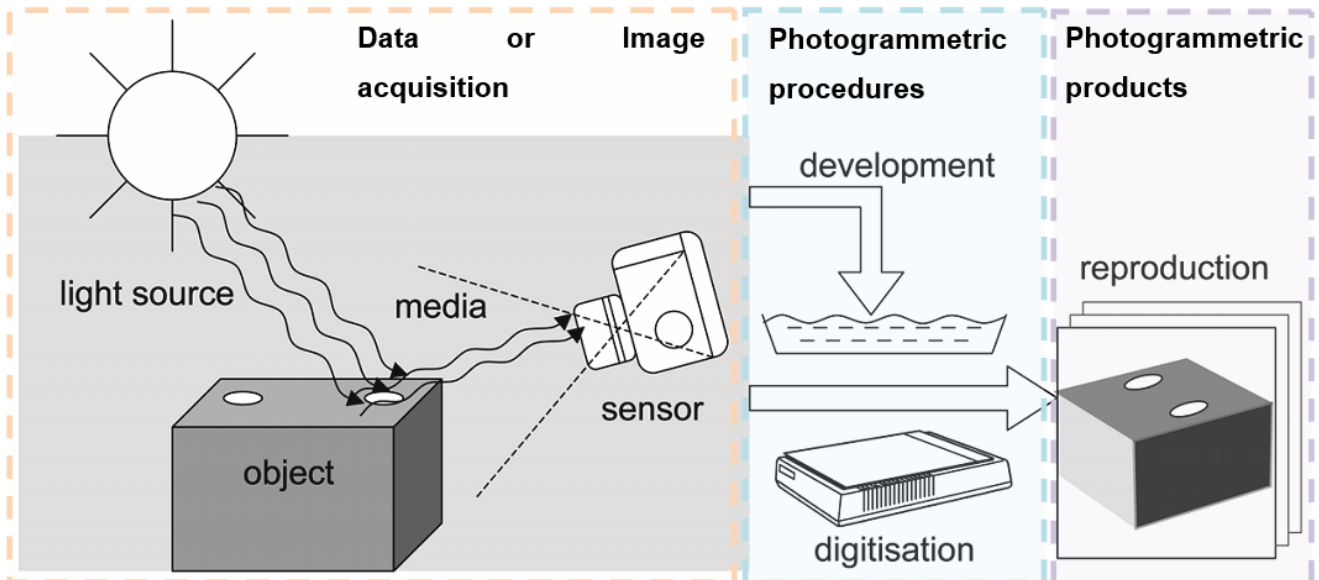 Data or Image
acquisition
Photogrammetric
procedures
Photogrammetric
products
development
light source
media
reproduction
sensor
object
digitisation